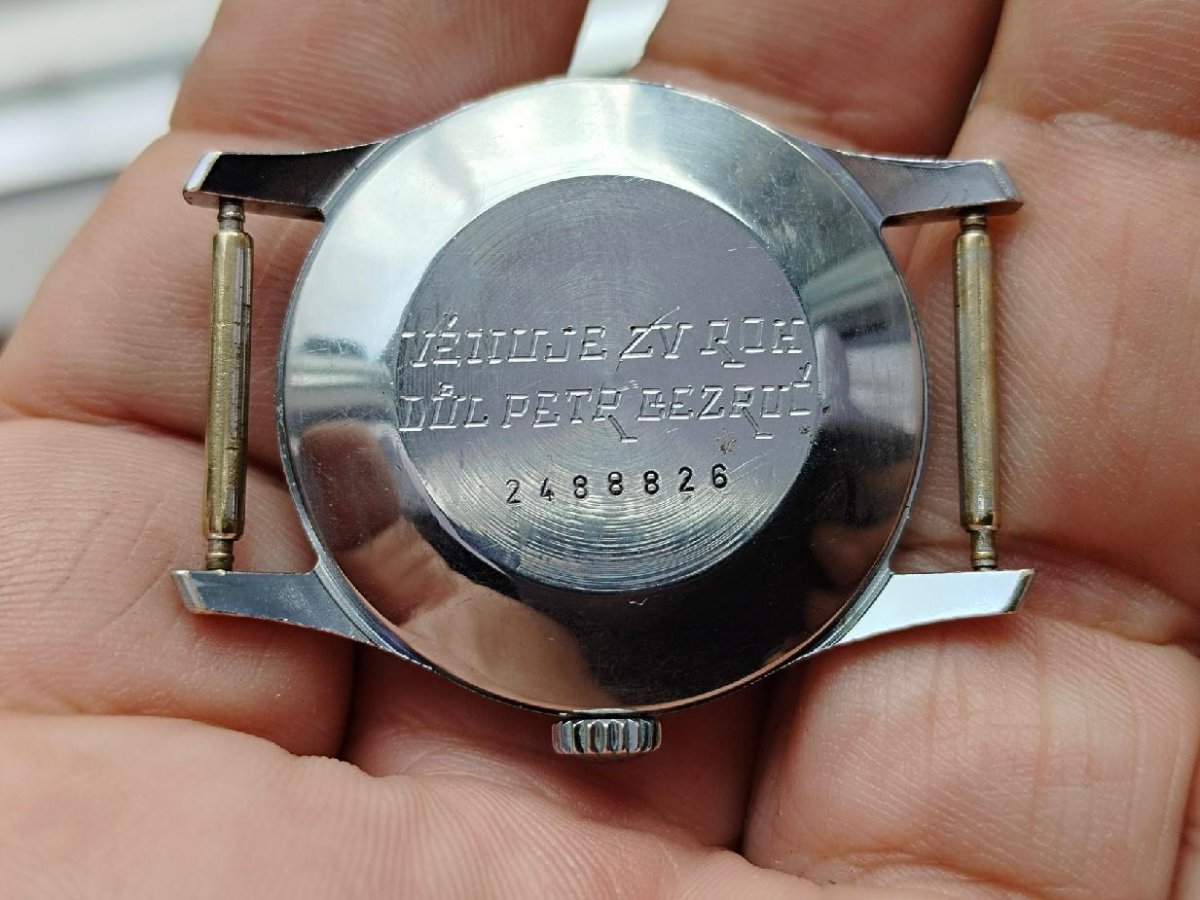 VĚNUJE ZV ROH
DŮL PETR BEZRUČ
2488826